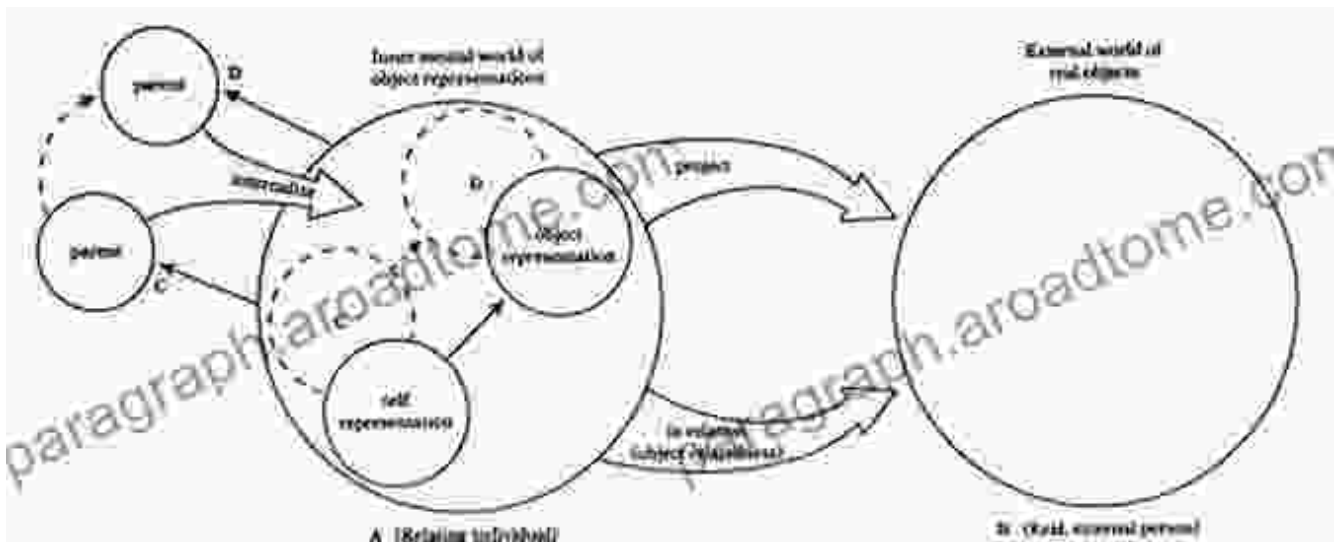 Inner mental world of
object representations
External world of
real objects
parent
D
internalize
project
parent
C
D
C
object
representation
self
representation
in relation
(object relatedness)
A (Relating individual)
B (Real, external person)
paragraph.aroadtome.com
paragraph.aroadtome.com